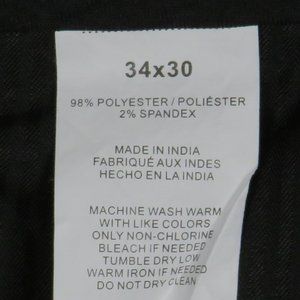 34x30
98% POLYESTER / POLIÉSTER
2% SPANDEX
MADE IN INDIA
FABRIQUÉ AUX INDES
HECHO EN LA INDIA
MACHINE WASH WARM
WITH LIKE COLORS
ONLY NON-CHLORINE
BLEACH IF NEEDED
TUMBLE DRY LOW
WARM IRON IF NEEDED
DO NOT DRY CLEAN